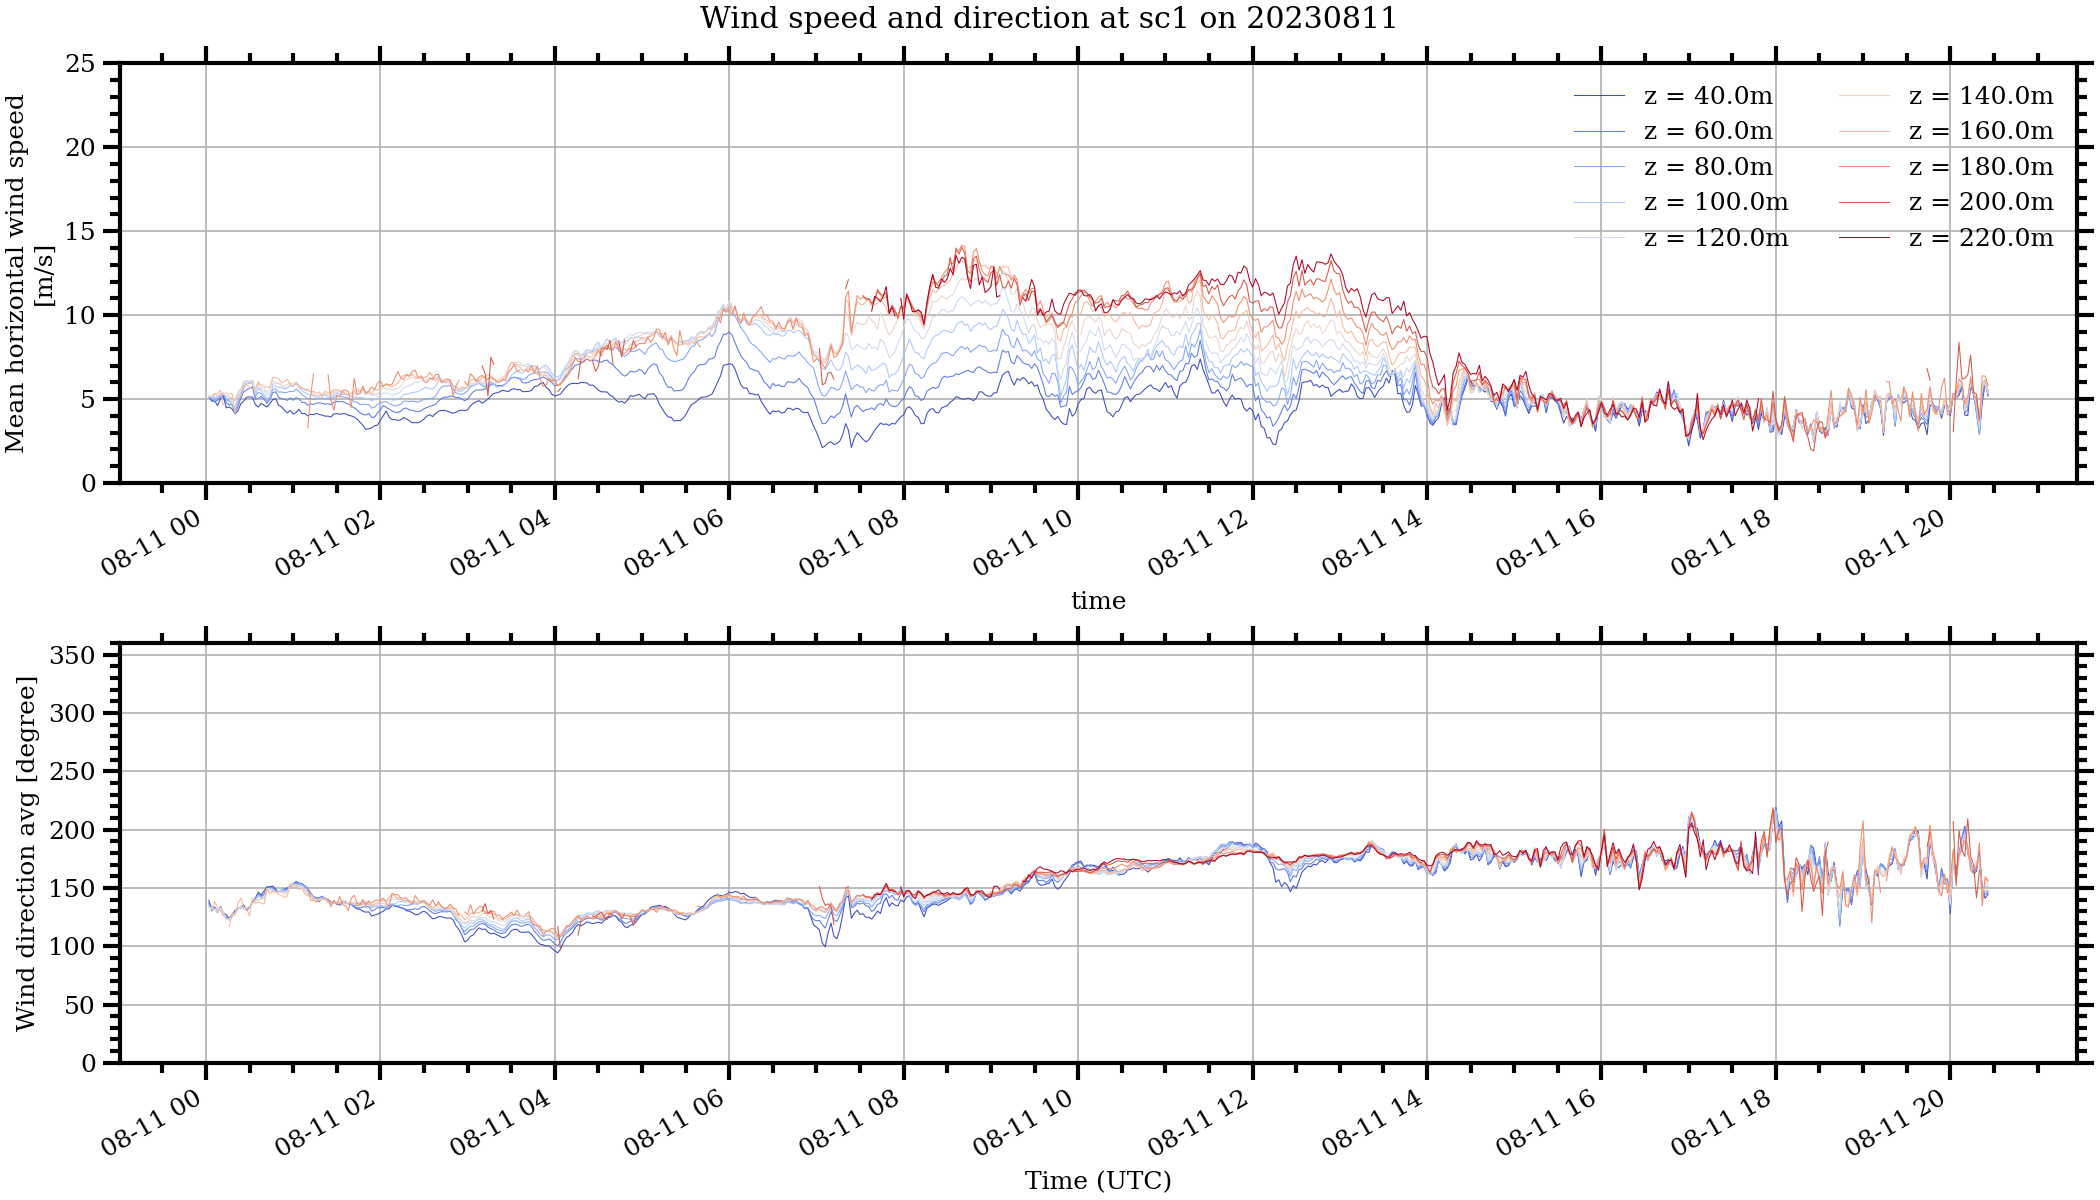 Wind speed and direction at sc1 on 20230811
Mean horizontal wind speed
[m/s]
25
20
15
10
5
0
z = 40.0m
z = 60.0m
z = 80.0m
z = 100.0m
z = 120.0m
z = 140.0m
z = 160.0m
z = 180.0m
z = 200.0m
z = 220.0m
08-11 00
08-11 02
08-11 04
08-11 06
08-11 08
08-11 10
08-11 12
08-11 14
08-11 16
08-11 18
08-11 20
time
Wind direction avg [degree]
350
300
250
200
150
100
50
0
08-11 00
08-11 02
08-11 04
08-11 06
08-11 08
08-11 10
08-11 12
08-11 14
08-11 16
08-11 18
08-11 20
Time (UTC)